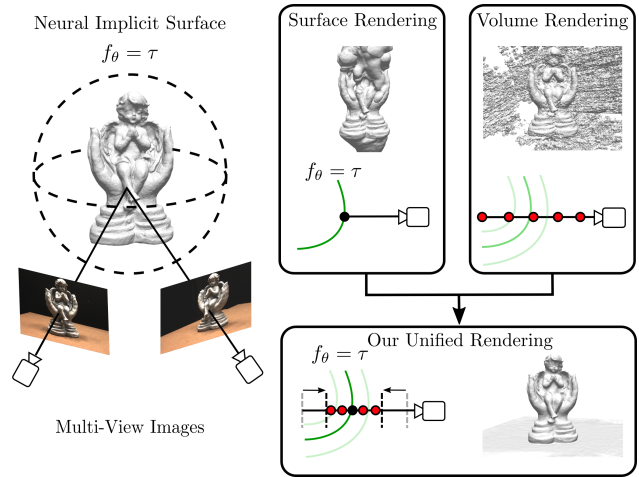 Neural Implicit Surface
f_θ = τ
Multi-View Images
Surface Rendering
f_θ = τ
Volume Rendering
Our Unified Rendering
f_θ = τ